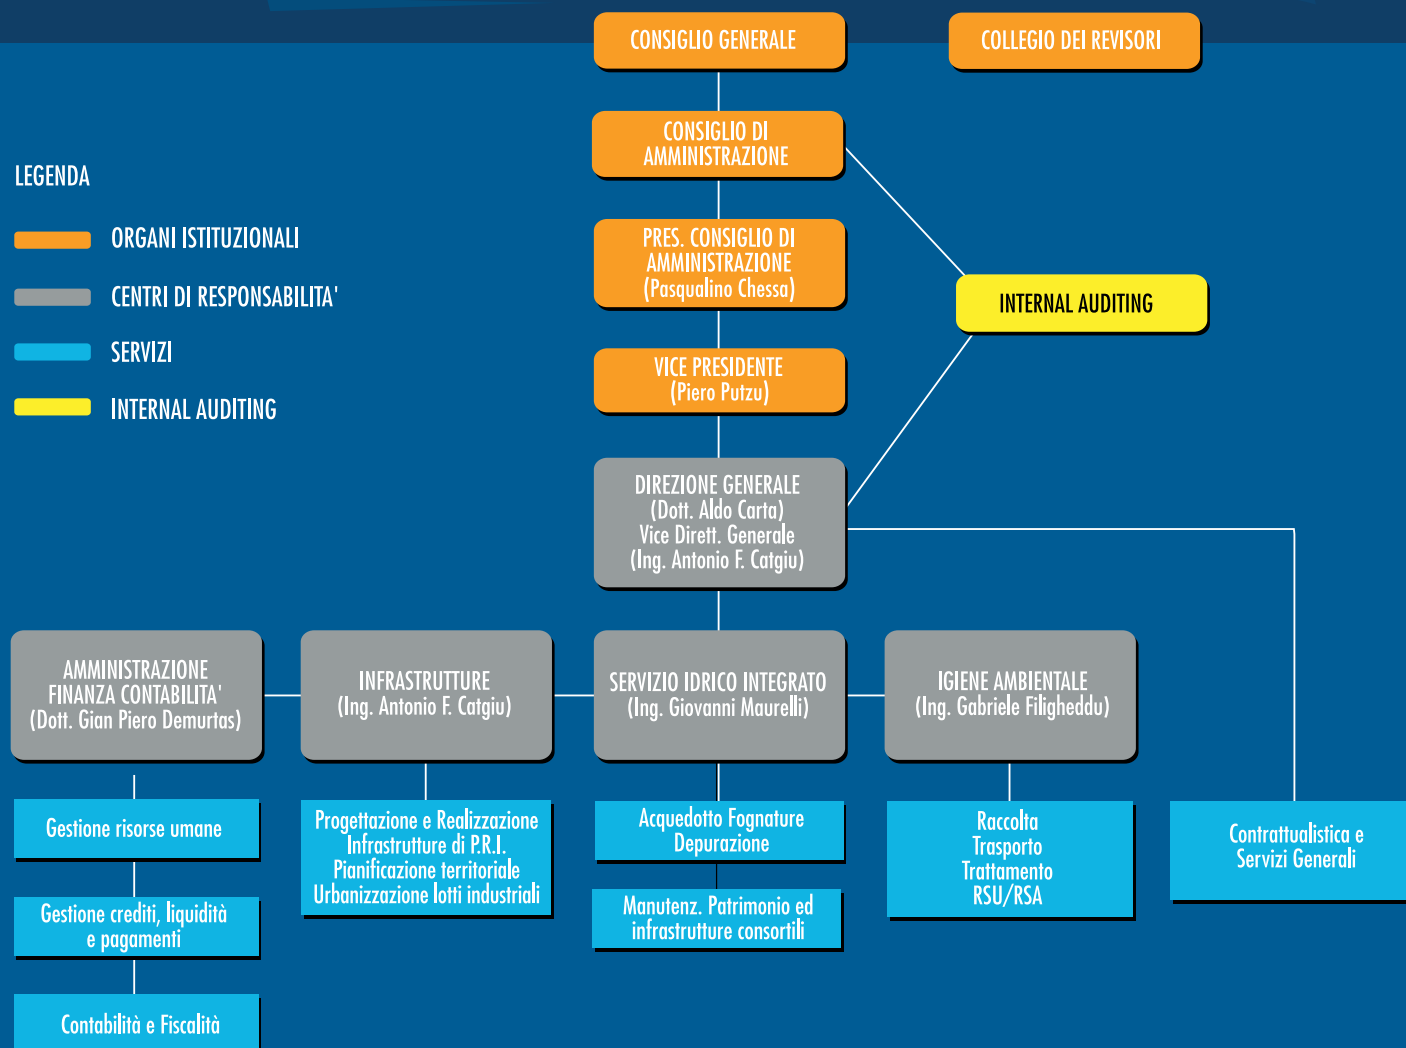 CONSIGLIO GENERALE
COLLEGIO DEI REVISORI
CONSIGLIO DI
AMMINISTRAZIONE
LEGENDA
ORGANI ISTITUZIONALI
CENTRI DI RESPONSABILITA'
SERVIZI
INTERNAL AUDITING
PRES. CONSIGLIO DI
AMMINISTRAZIONE
(Pasqualino Chessa)
INTERNAL AUDITING
VICE PRESIDENTE
(Piero Putzu)
DIREZIONE GENERALE
(Dott. Aldo Carta)
Vice Dirett. Generale
(Ing. Antonio F. Catgiu)
AMMINISTRAZIONE
FINANZA CONTABILITA'
(Dott. Gian Piero Demurtas)
INFRASTRUTTURE
(Ing. Antonio F. Catgiu)
SERVIZIO IDRICO INTEGRATO
(Ing. Giovanni Maurelli)
IGIENE AMBIENTALE
(Ing. Gabriele Filigheddu)
Gestione risorse umane
Gestione crediti, liquidità
e pagamenti
Contabilità e Fiscalità
Progettazione e Realizzazione
Infrastrutture di P.R.I.
Pianificazione territoriale
Urbanizzazione lotti industriali
Acquedotto Fognature
Depurazione
Manutenz. Patrimonio ed
infrastrutture consortili
Raccolta
Trasporto
Trattamento
RSU/RSA
Contrattualistica e
Servizi Generali